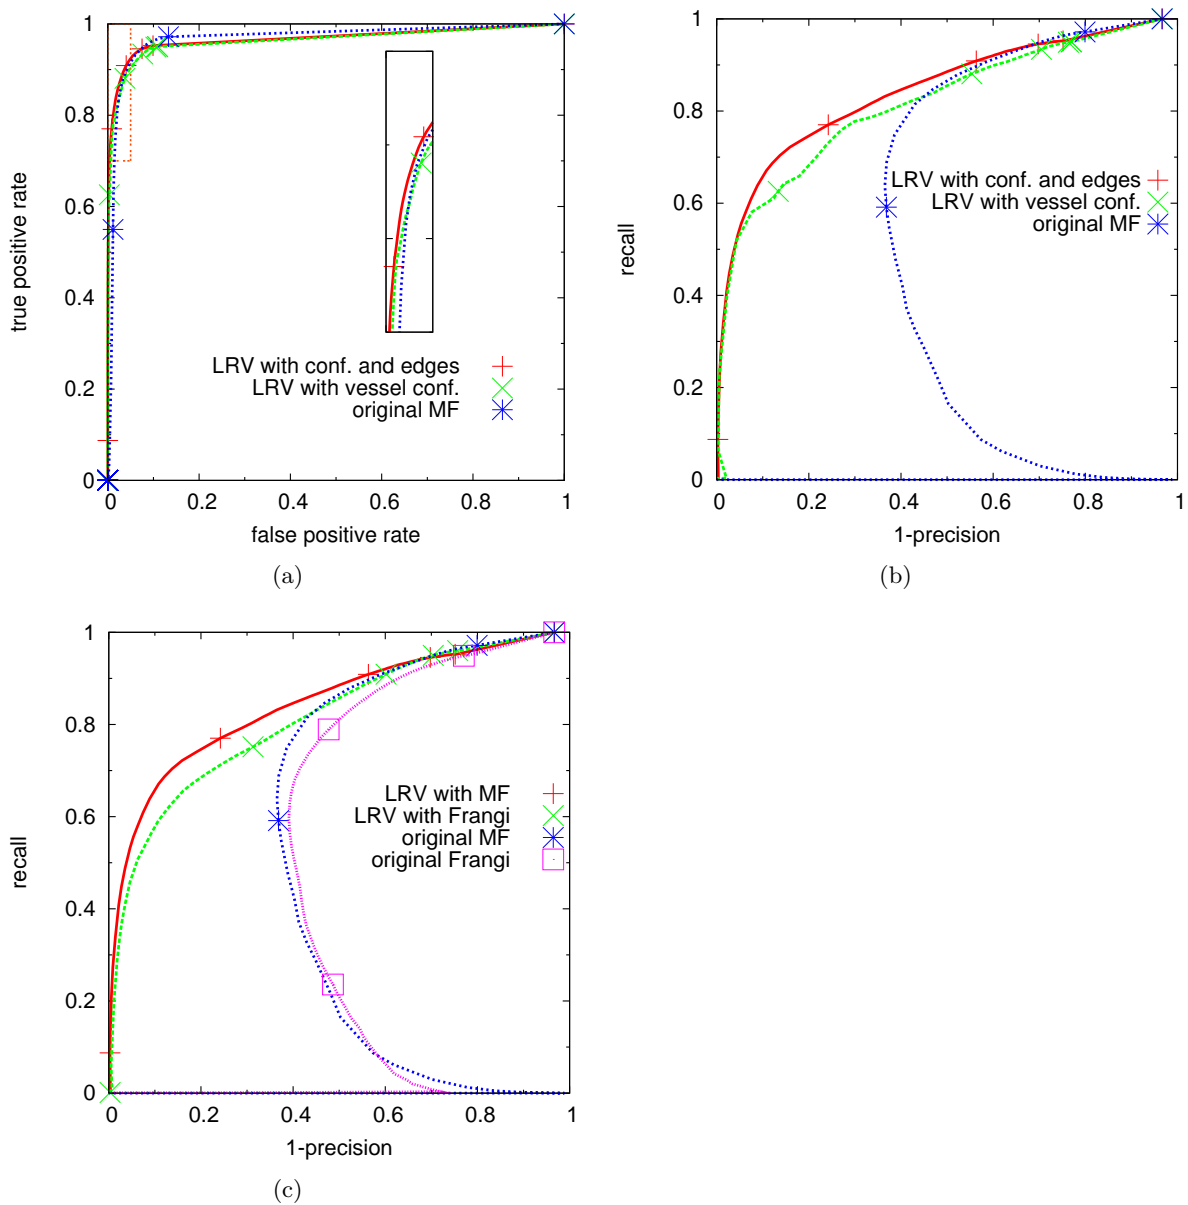 1
0.8
0.6
0.4
0.2
0
true positive rate
LRV with conf. and edges
LRV with vessel conf.
original MF
0 0.2 0.4 0.6 0.8 1
false positive rate
(a)
1
0.8
0.6
0.4
0.2
0
recall
LRV with conf. and edges
LRV with vessel conf.
original MF
0 0.2 0.4 0.6 0.8 1
1-precision
(b)
1
0.8
0.6
0.4
0.2
0
recall
LRV with MF
LRV with Frangi
original MF
original Frangi
0 0.2 0.4 0.6 0.8 1
1-precision
(c)